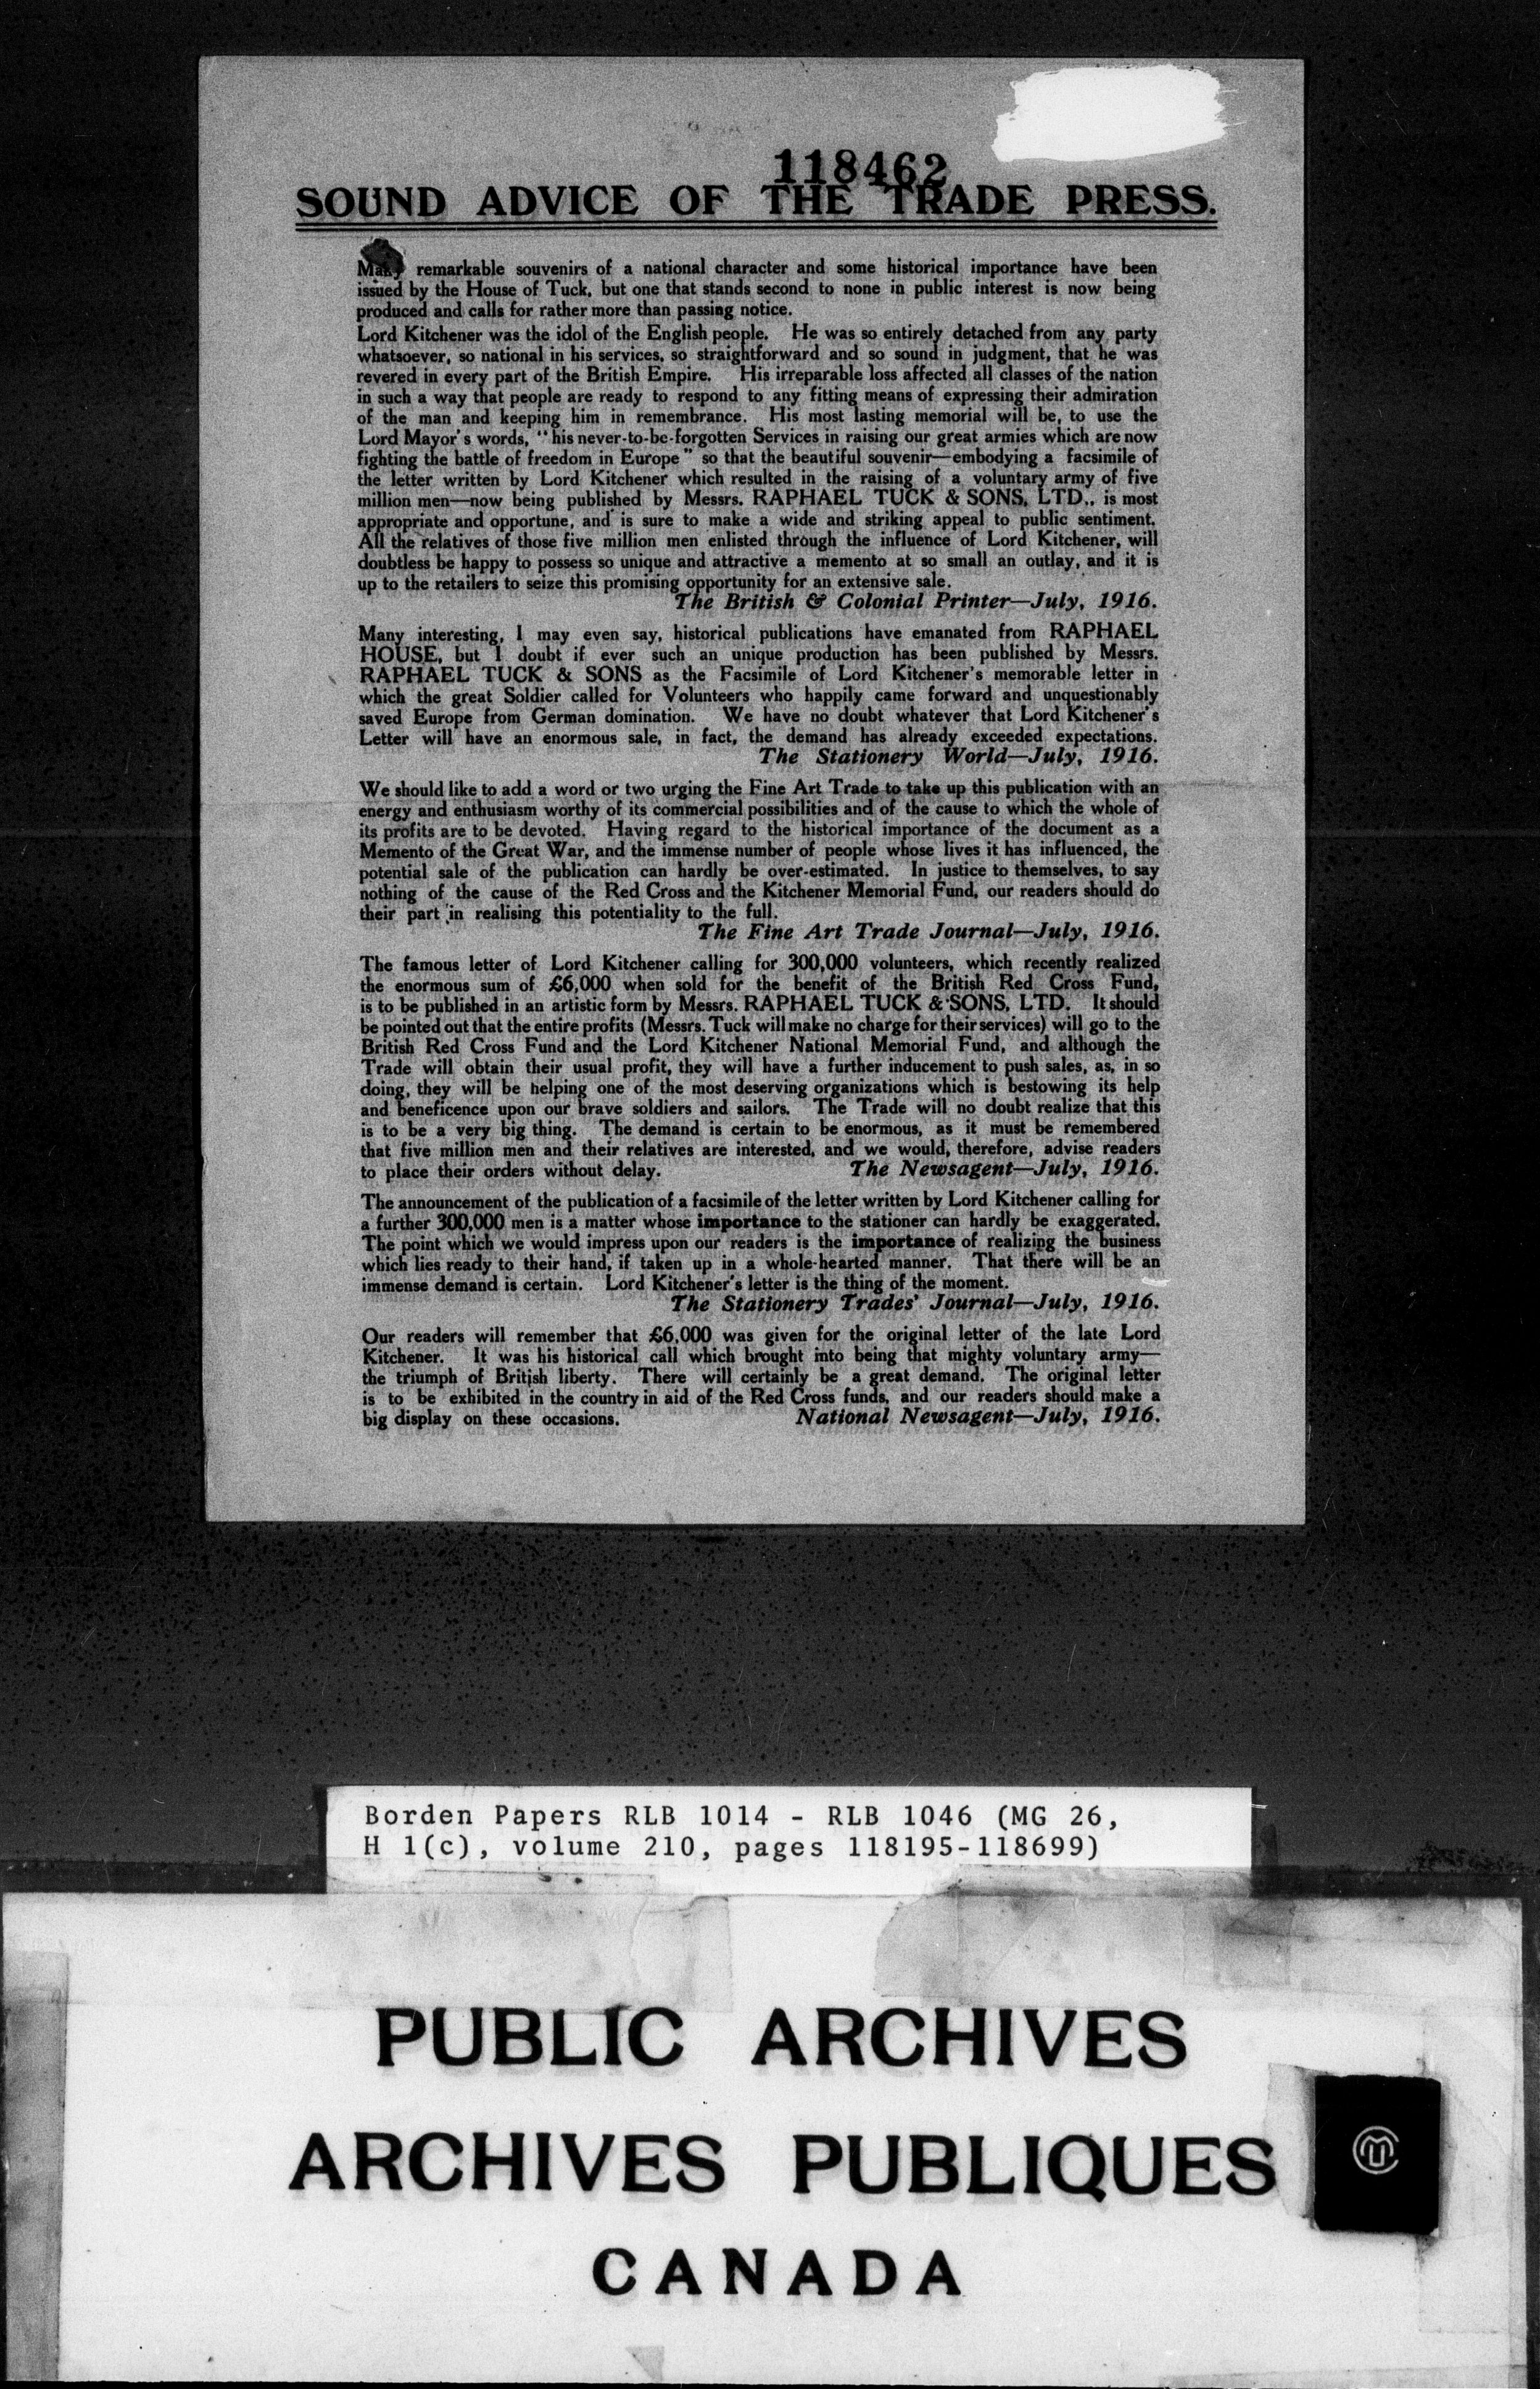 118462
SOUND ADVICE OF THE TRADE PRESS.
Many remarkable souvenirs of a national character and some historical importance have been
issued by the House of Tuck, but one that stands second to none in public interest is now being
produced and calls for rather more than passing notice.
Lord Kitchener was the idol of the English people. He was so entirely detached from any party
whatsoever, so national in his services, so straightforward and so sound in judgment, that he was
revered in every part of the British Empire. His irreparable loss affected all classes of the nation
in such a way that people are ready to respond to any fitting means of expressing their admiration
of the man and keeping him in remembrance. His most lasting memorial will be, to use the
Lord Mayor's words, "his never-to-be-forgotten Services in raising our great armies which are now
fighting the battle of freedom in Europe" so that the beautiful souvenir—embodying a facsimile of
the letter written by Lord Kitchener which resulted in the raising of a voluntary army of five
million men—now being published by Messrs. RAPHAEL TUCK & SONS, LTD., is most
appropriate and opportune, and is sure to make a wide and striking appeal to public sentiment.
All the relatives of those five million men enlisted through the influence of Lord Kitchener, will
doubtless be happy to possess so unique and attractive a memento at so small an outlay, and it is
up to the retailers to seize this promising opportunity for an extensive sale.
The British & Colonial Printer—July, 1916.
Many interesting, I may even say, historical publications have emanated from RAPHAEL
HOUSE, but I doubt if ever such an unique production has been published by Messrs.
RAPHAEL TUCK & SONS as the Facsimile of Lord Kitchener's memorable letter in
which the great Soldier called for Volunteers who happily came forward and unquestionably
saved Europe from German domination. We have no doubt whatever that Lord Kitchener's
Letter will have an enormous sale, in fact, the demand has already exceeded expectations.
The Stationery World—July, 1916.
We should like to add a word or two urging the Fine Art Trade to take up this publication with an
energy and enthusiasm worthy of its commercial possibilities and of the cause to which the whole of
its profits are to be devoted. Having regard to the historical importance of the document as a
Memento of the Great War, and the immense number of people whose lives it has influenced, the
potential sale of the publication can hardly be over-estimated. In justice to themselves, to say
nothing of the cause of the Red Cross and the Kitchener Memorial Fund, our readers should do
their part in realising this potentiality to the full.
The Fine Art Trade Journal—July, 1916.
The famous letter of Lord Kitchener calling for 300,000 volunteers, which recently realized
the enormous sum of £6,000 when sold for the benefit of the British Red Cross Fund,
is to be published in an artistic form by Messrs. RAPHAEL TUCK & SONS, LTD. It should
be pointed out that the entire profits (Messrs. Tuck will make no charge for their services) will go to the
British Red Cross Fund and the Lord Kitchener National Memorial Fund, and although the
Trade will obtain their usual profit, they will have a further inducement to push sales, as, in so
doing, they will be helping one of the most deserving organizations which is bestowing its help
and beneficence upon our brave soldiers and sailors. The Trade will no doubt realize that this
is to be a very big thing. The demand is certain to be enormous, as it must be remembered
that five million men and their relatives are interested, and we would, therefore, advise readers
to place their orders without delay. The Newsagent—July, 1916.
The announcement of the publication of a facsimile of the letter written by Lord Kitchener calling for
a further 300,000 men is a matter whose importance to the stationer can hardly be exaggerated.
The point which we would impress upon our readers is the importance of realizing the business
which lies ready to their hand, if taken up in a whole-hearted manner. That there will be an
immense demand is certain. Lord Kitchener's letter is the thing of the moment.
The Stationery Trades' Journal—July, 1916.
Our readers will remember that £6,000 was given for the original letter of the late Lord
Kitchener. It was his historical call which brought into being that mighty voluntary army—
the triumph of British liberty. There will certainly be a great demand. The original letter
is to be exhibited in the country in aid of the Red Cross funds, and our readers should make a
big display on these occasions. National Newsagent—July, 1916.
Borden Papers RLB 1014 - RLB 1046 (MG 26,
H 1(c), volume 210, pages 118195-118699)
PUBLIC ARCHIVES
ARCHIVES PUBLIQUES
CANADA